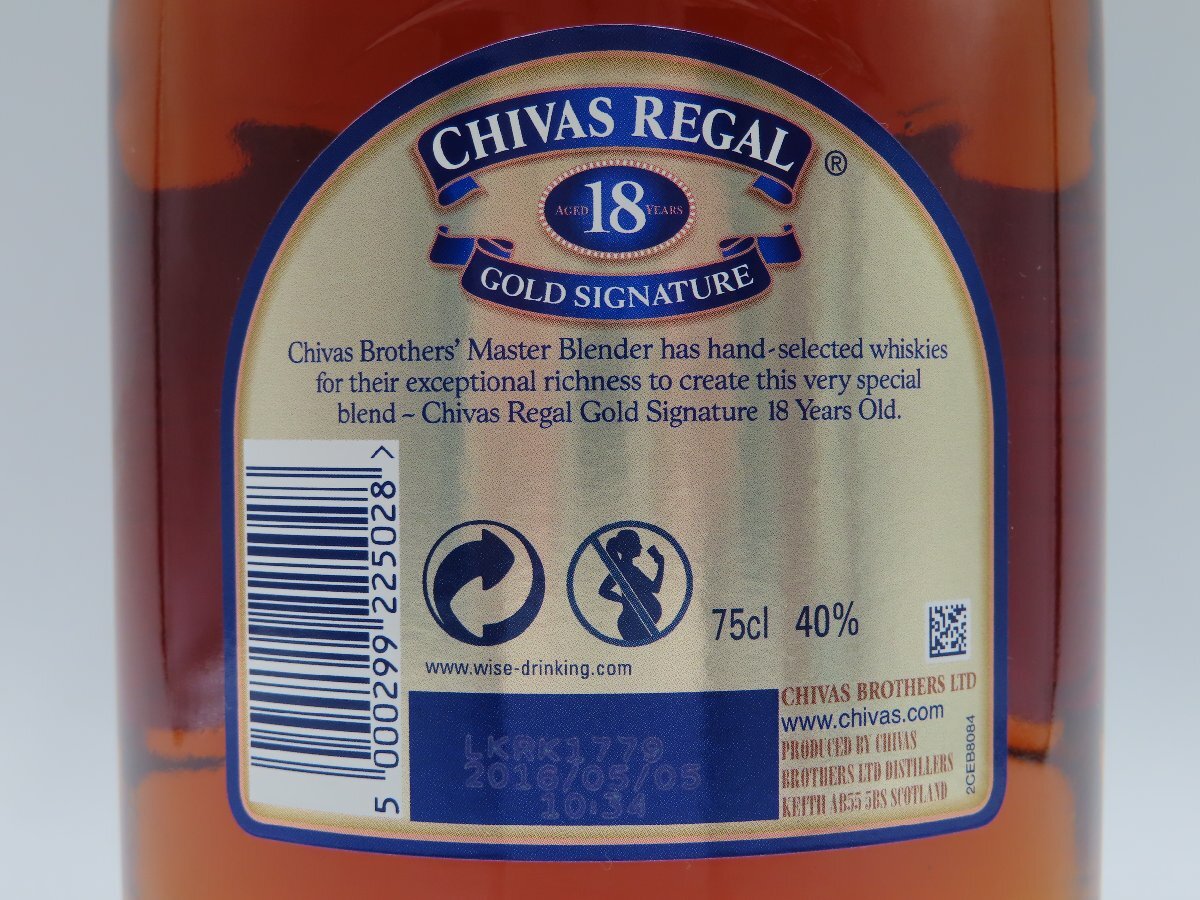 CHIVAS REGAL ®
AGED 18 YEARS
GOLD SIGNATURE
Chivas Brothers' Master Blender has hand-selected whiskies
for their exceptional richness to create this very special
blend ~ Chivas Regal Gold Signature 18 Years Old.
5 000299 225028 >
www.wise-drinking.com
75cl 40%
LKRK1779
2016/05/05
10:34
CHIVAS BROTHERS LTD
www.chivas.com
PRODUCED BY CHIVAS
BROTHERS LTD DISTILLERS
KEITH AB55 5BS SCOTLAND
2CEB8084